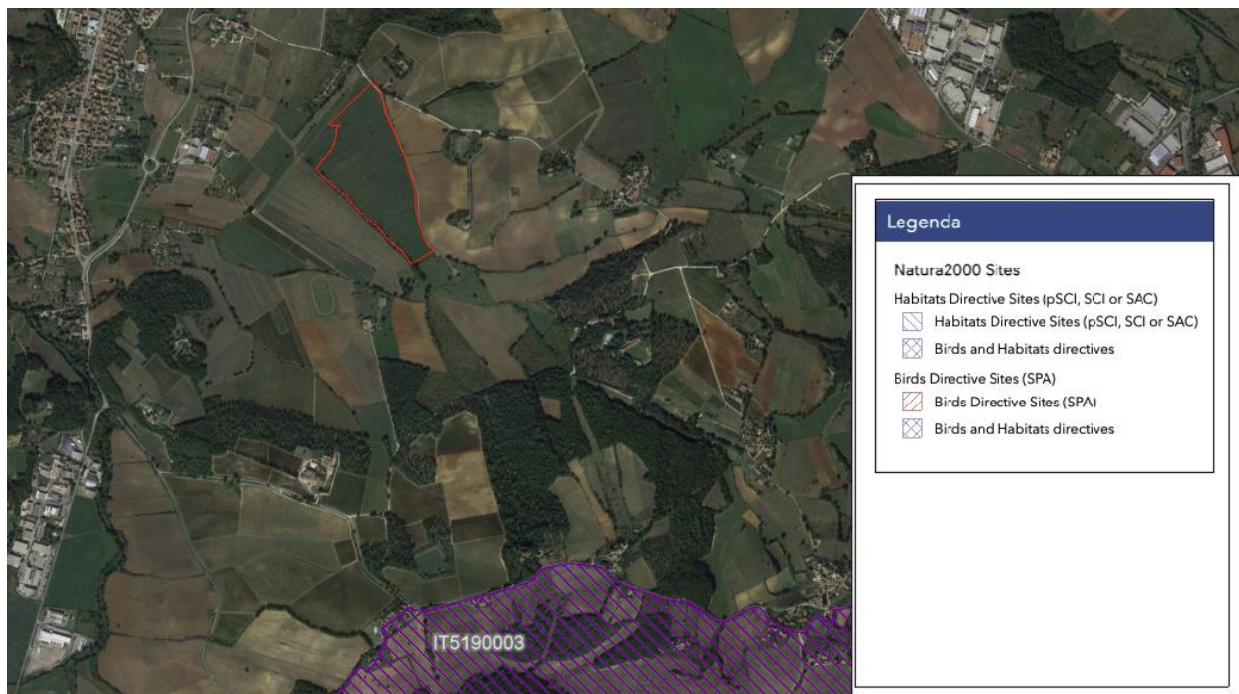 Legenda
Natura2000 Sites
Habitats Directive Sites (pSCI, SCI or SAC)
Habitats Directive Sites (pSCI, SCI or SAC)
Birds and Habitats directives
Birds Directive Sites (SPA)
Birds Directive Sites (SPA)
Birds and Habitats directives
IT5190003